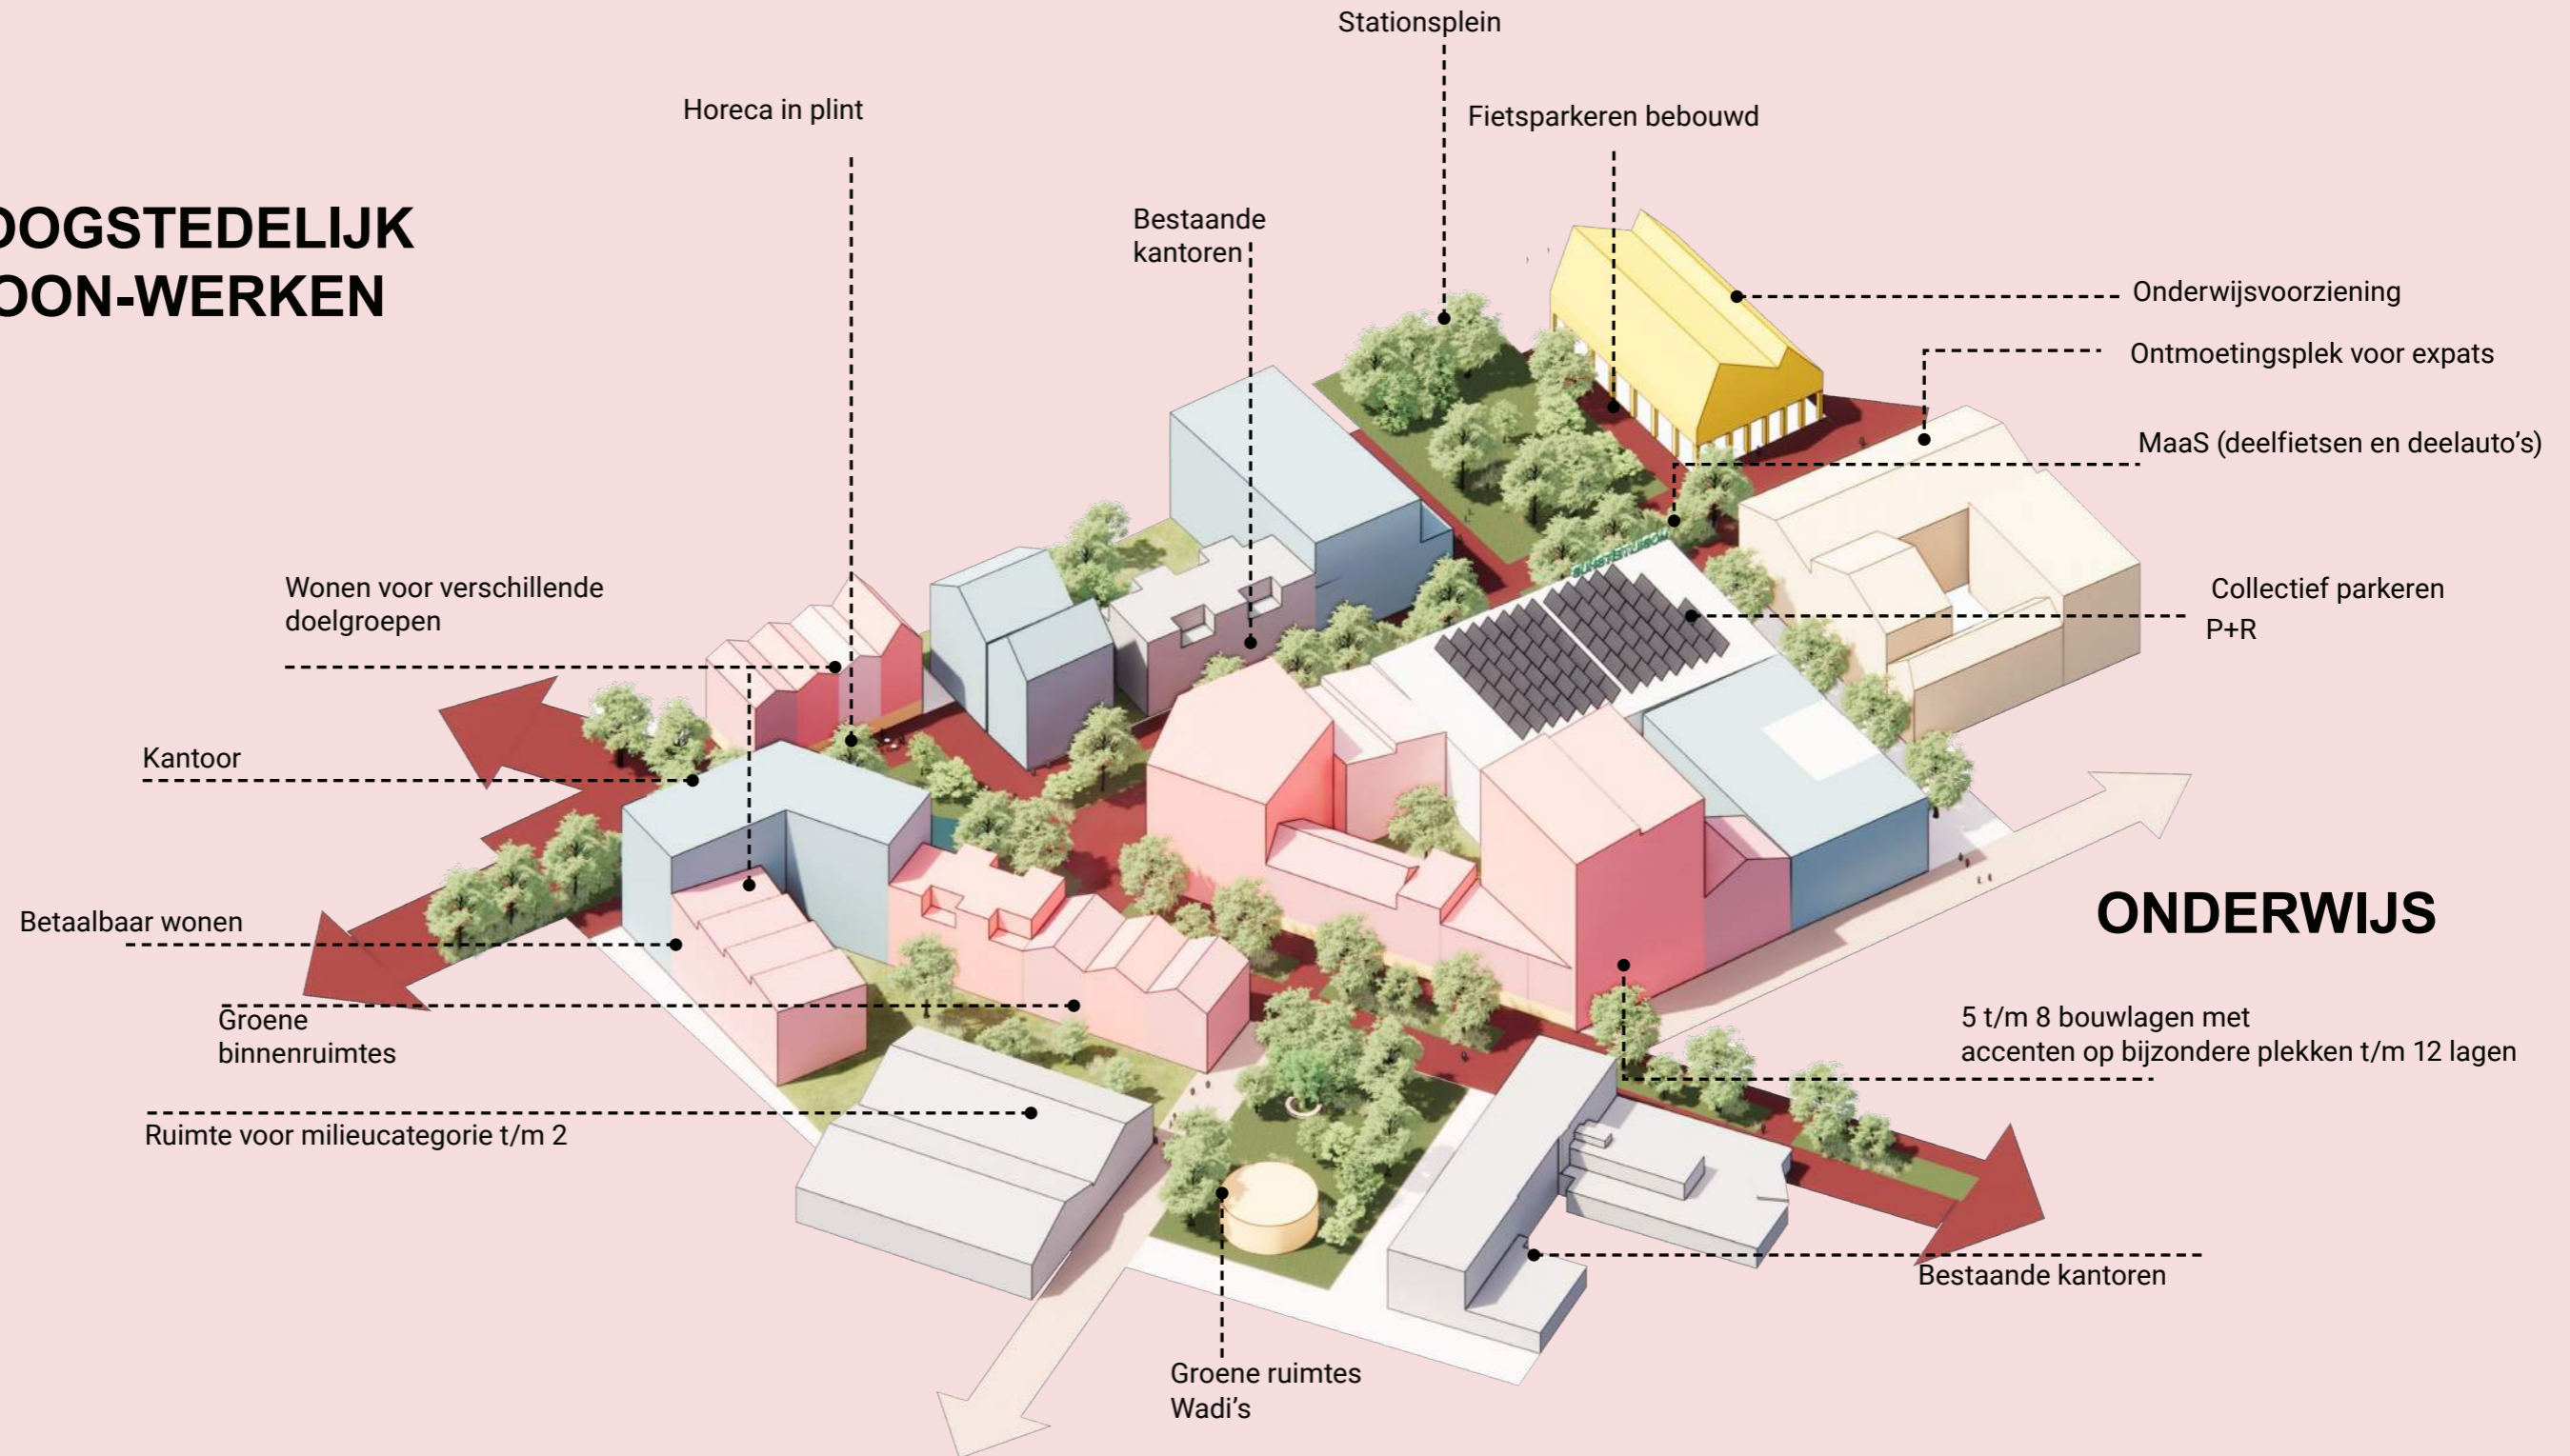 Stationsplein
Horeca in plint
Fietsparkeren bebouwd
OOGSTEDELIJK
OON-WERKEN
Bestaande
kantoren
Onderwijsvoorziening
Ontmoetingsplek voor expats
MaaS (deelfietsen en deelauto’s)
Wonen voor verschillende
doelgroepen
Collectief parkeren
P+R
Kantoor
Betaalbaar wonen
ONDERWIJS
Groene
binnenruimtes
5 t/m 8 bouwlagen met
accenten op bijzondere plekken t/m 12 lagen
Ruimte voor milieucategorie t/m 2
Bestaande kantoren
Groene ruimtes
Wadi’s